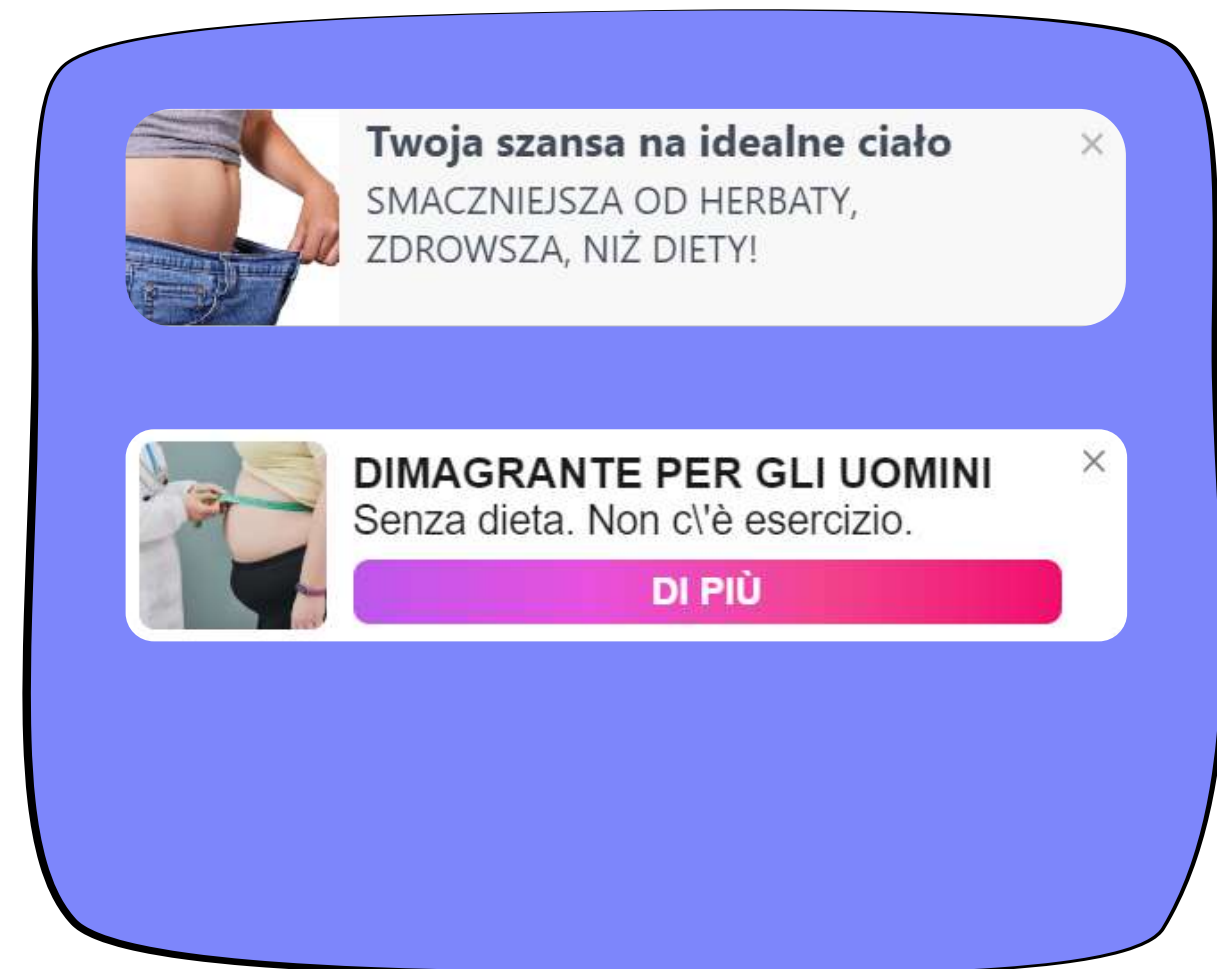 Twoja szansa na idealne ciało
SMACZNIEJSZA OD HERBATY,
ZDROWSZA, NIŻ DIETY!
DIMAGRANTE PER GLI UOMINI
Senza dieta. Non c\'è esercizio.
DI PIÙ